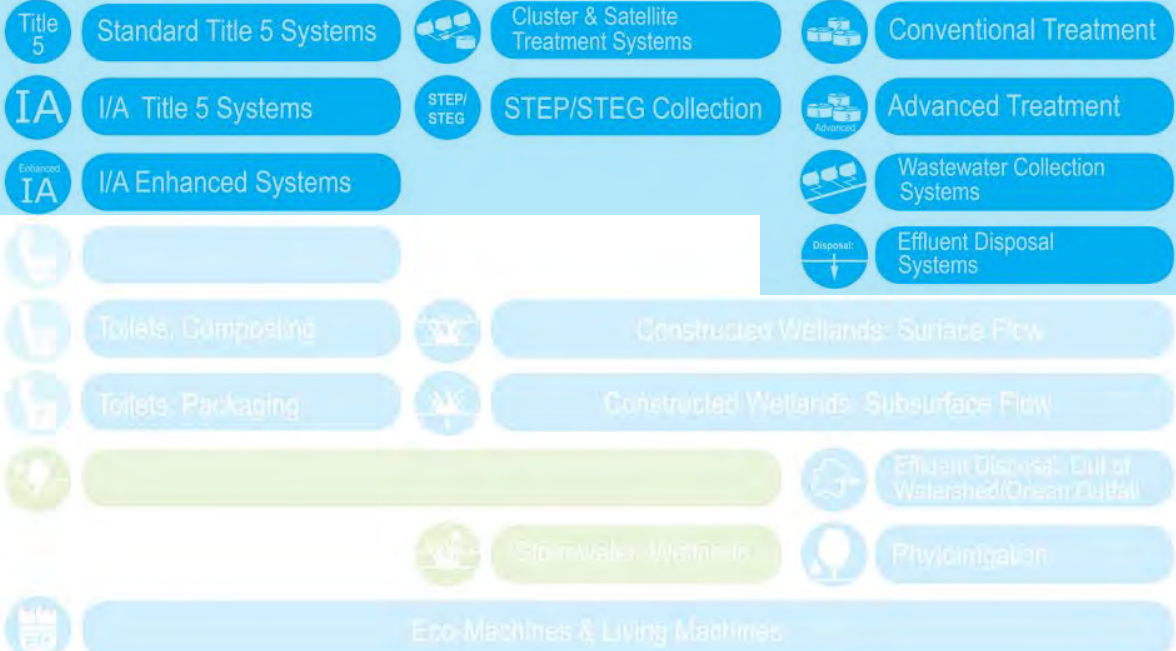 Title
5
Standard Title 5 Systems
Cluster & Satellite
Treatment Systems
Conventional Treatment
IA
I/A Title 5 Systems
STEP/
STEG
STEP/STEG Collection
Advanced
Advanced Treatment
Enhanced
IA
I/A Enhanced Systems
Wastewater Collection
Systems
Disposal:
Effluent Disposal
Systems
Toilets: Composting
Constructed Wetlands: Surface Flow
Toilets: Packaging
Constructed Wetlands: Subsurface Flow
Effluent Disposal: Out of
Watershed/Ocean Outfall
Stormwater: Wetlands
Phytoirrigation
Eco-Machines & Living Machines